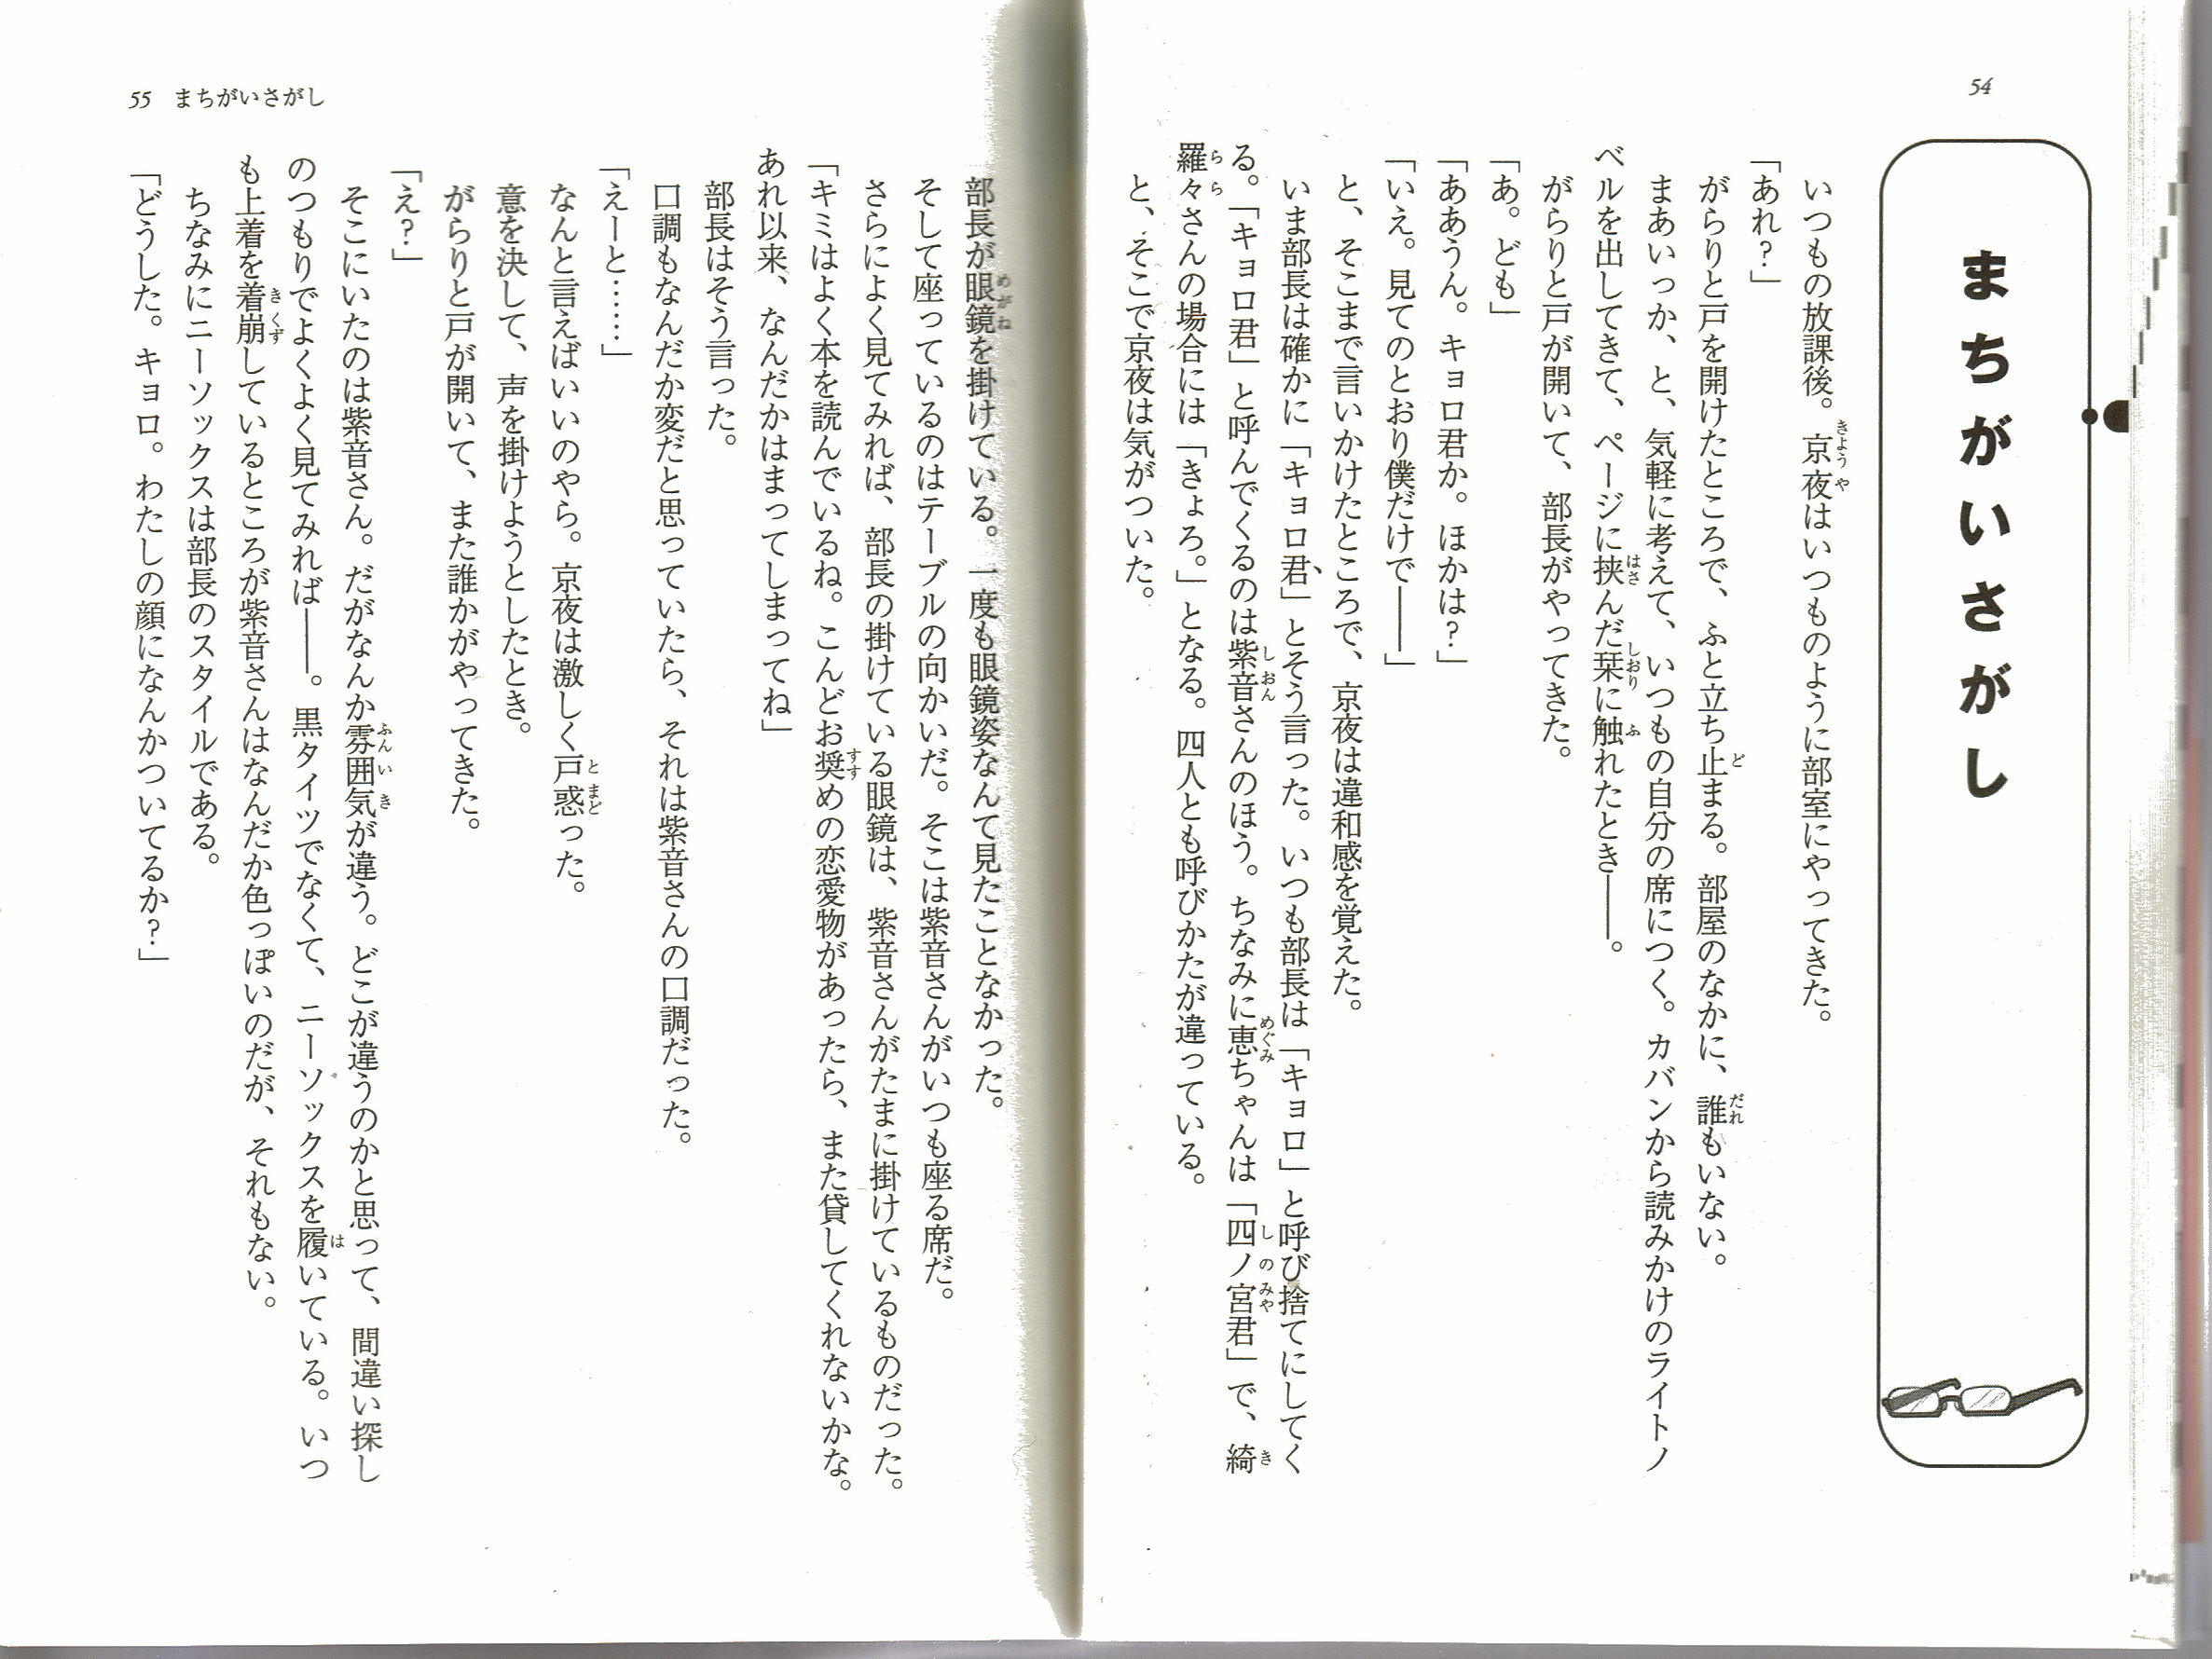 54
まちがいさがし
いつもの放課後。京夜はいつものように部室にやってきた。
「あれ？」
がらりと戸を開けたところで、ふと立ち止まる。部屋のなかに、誰もいない。
まあいっか、と、気軽に考えて、いつもの自分の席につく。カバンから読みかけのライトノ
ベルを出してきて、ページに挟んだ栞に触れたとき――。
がらりと戸が開いて、部長がやってきた。
「あ。ども」
「ああうん。キョロ君か。ほかは？」
「いえ。見てのとおり僕だけで――」
と、そこまで言いかけたところで、京夜は違和感を覚えた。
いま部長は確かに「キョロ君」とそう言った。いつも部長は「キョロ」と呼び捨てにしてく
る。「キョロ君」と呼んでくるのは紫音さんのほう。ちなみに恵ちゃんは「四ノ宮君」で、綺
羅々さんの場合には「きょろ。」となる。四人とも呼びかたが違っている。
と、そこで京夜は気がついた。
部長が眼鏡を掛けている。一度も眼鏡姿なんて見たことなかった。
そして座っているのはテーブルの向かいだ。そこは紫音さんがいつも座る席だ。
さらによく見てみれば、部長の掛けている眼鏡は、紫音さんがたまに掛けているものだった。
「キミはよく本を読んでいるね。こんどお奨めの恋愛物があったら、また貸してくれないかな。
あれ以来、なんだかはまってしまってね」
部長はそう言った。
口調もなんだか変だと思っていたら、それは紫音さんの口調だった。
「えーと……」
なんと言えばいいのやら。京夜は激しく戸惑った。
意を決して、声を掛けようとしたとき。
がらりと戸が開いて、また誰かがやってきた。
「え？」
そこにいたのは紫音さん。だがなんか雰囲気が違う。どこが違うのかと思って、間違い探し
のつもりでよくよく見てみれば――。黒タイツでなくて、ニーソックスを履いている。いつ
も上着を着崩しているところが紫音さんはなんだか色っぽいのだが、それもない。
ちなみにニーソックスは部長のスタイルである。
「どうした。キョロ。わたしの顔になんかついてるか？」
55 まちがいさがし